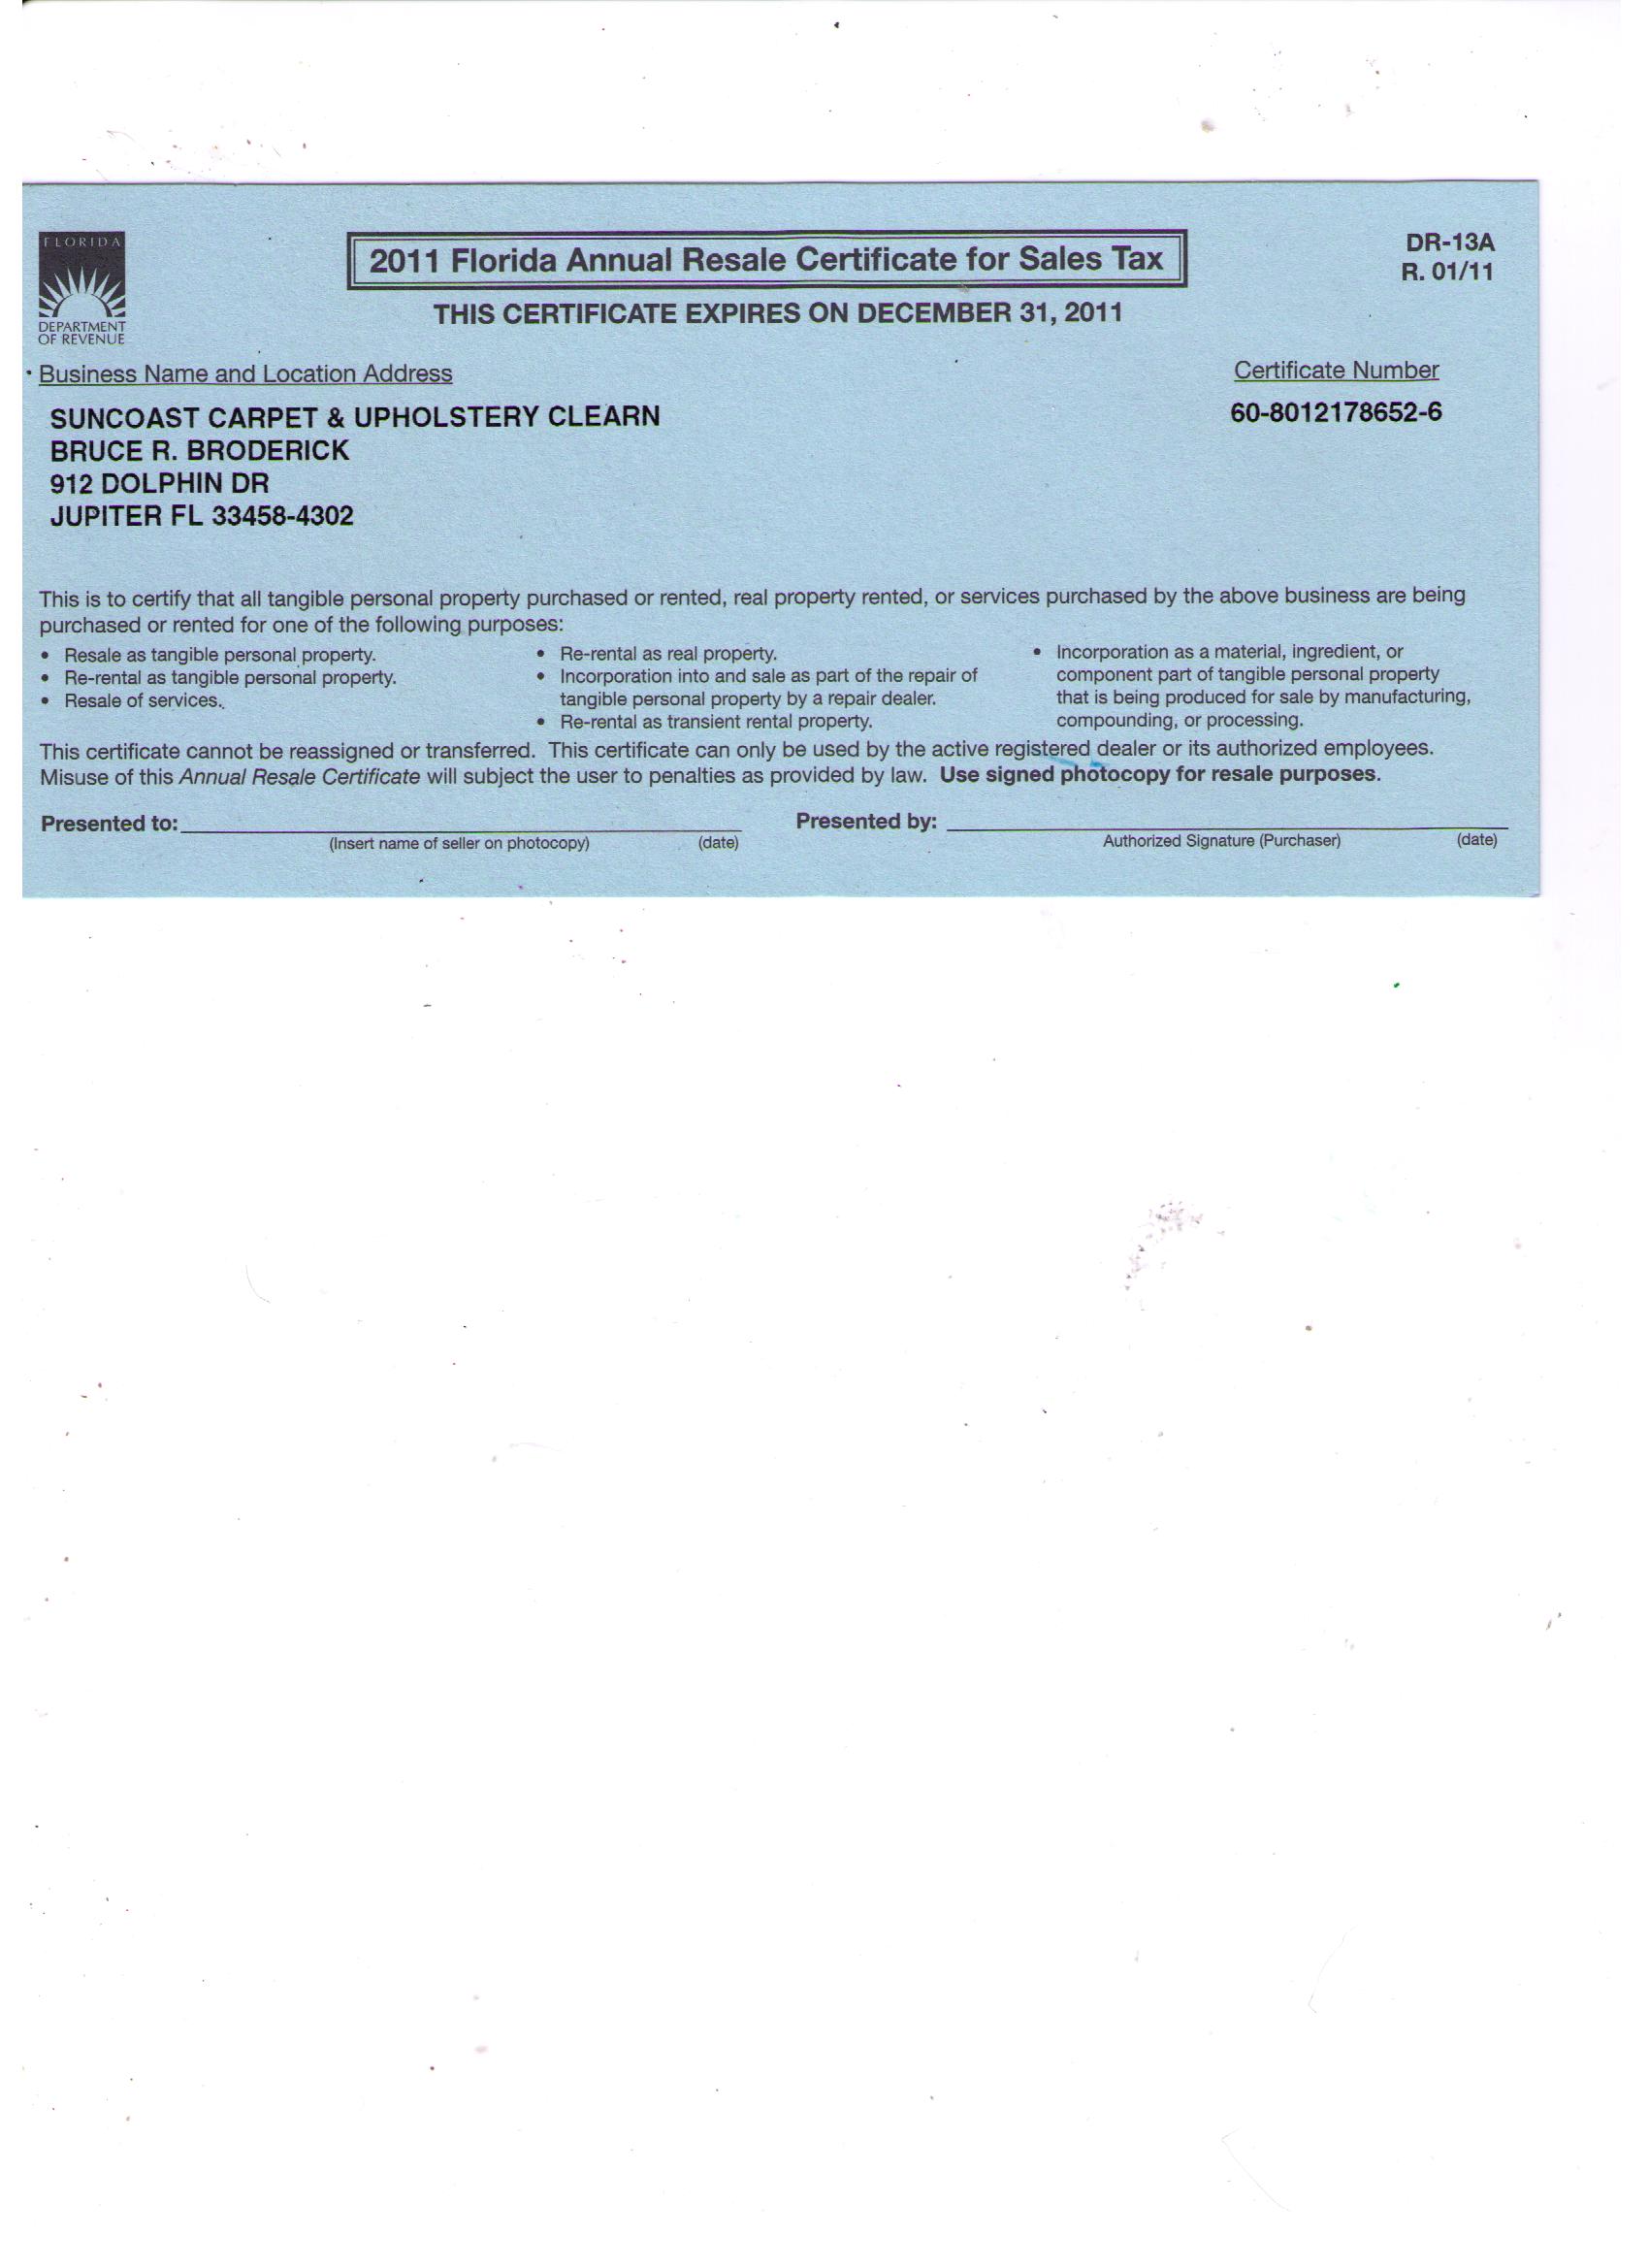 FLORIDA
DEPARTMENT
OF REVENUE
2011 Florida Annual Resale Certificate for Sales Tax
DR-13A
R. 01/11
THIS CERTIFICATE EXPIRES ON DECEMBER 31, 2011
Business Name and Location Address
Certificate Number
SUNCOAST CARPET & UPHOLSTERY CLEARN
60-8012178652-6
BRUCE R. BRODERICK
912 DOLPHIN DR
JUPITER FL 33458-4302
This is to certify that all tangible personal property purchased or rented, real property rented, or services purchased by the above business are being
purchased or rented for one of the following purposes:
• Resale as tangible personal property.
• Re-rental as tangible personal property.
• Resale of services.
• Re-rental as real property.
• Incorporation into and sale as part of the repair of
tangible personal property by a repair dealer.
• Re-rental as transient rental property.
• Incorporation as a material, ingredient, or
component part of tangible personal property
that is being produced for sale by manufacturing,
compounding, or processing.
This certificate cannot be reassigned or transferred. This certificate can only be used by the active registered dealer or its authorized employees.
Misuse of this Annual Resale Certificate will subject the user to penalties as provided by law. Use signed photocopy for resale purposes.
Presented to:
(Insert name of seller on photocopy) (date)
Presented by:
Authorized Signature (Purchaser) (date)